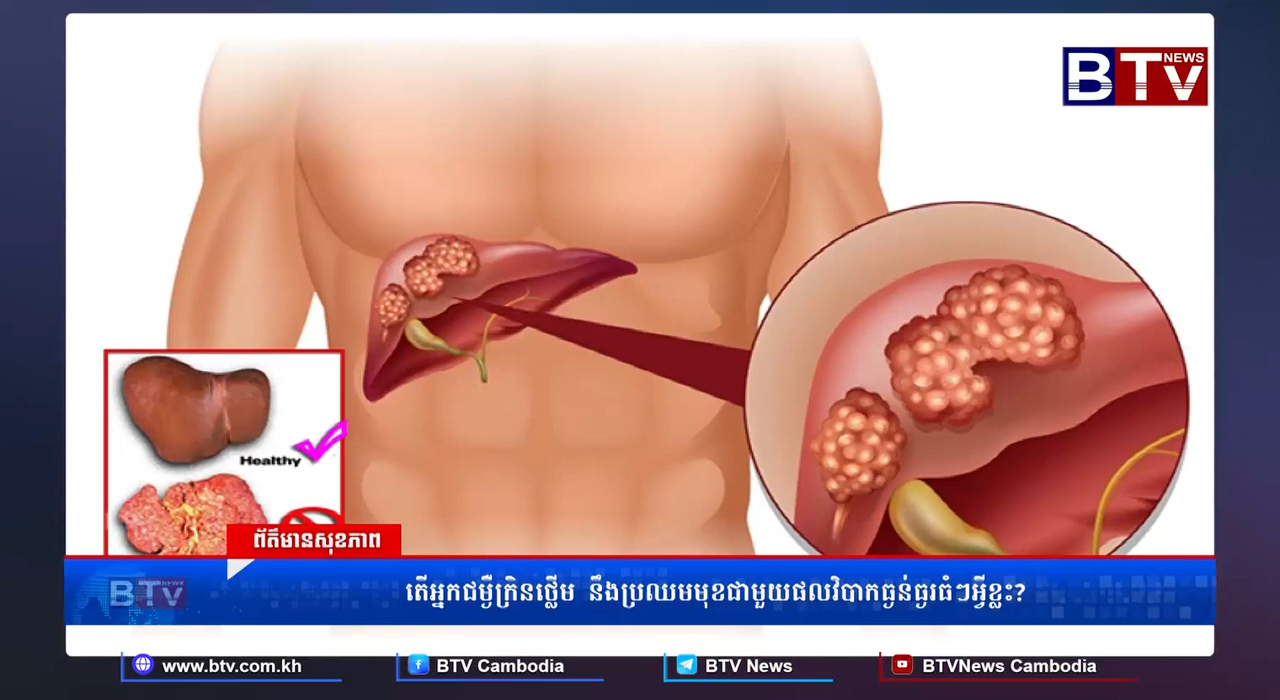 BTV NEWS
Healthy
ព័ត៌មានសុខភាព
BTV NEWS
តើអ្នកជម្ងឺក្រិនថ្លើម នឹងប្រឈមមុខជាមួយផលវិបាកធ្ងន់ធ្ងរធំៗអ្វីខ្លះ?
www.btv.com.kh
BTV Cambodia
BTV News
BTVNews Cambodia